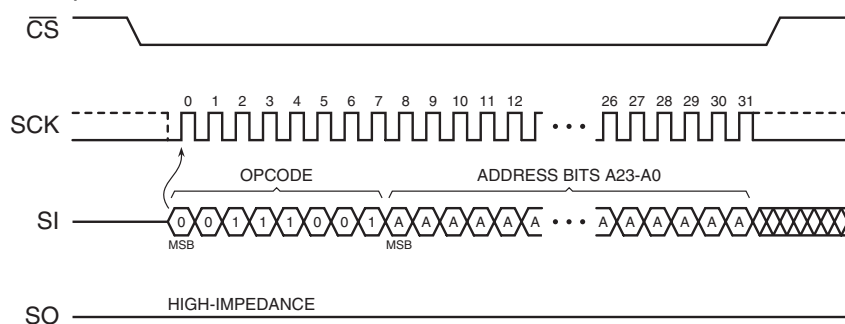 CS
0 1 2 3 4 5 6 7 8 9 10 11 12 26 27 28 29 30 31
SCK
OPCODE ADDRESS BITS A23-A0
SI 0 0 1 1 1 0 0 1 A A A A A A A A A A A A
MSB MSB
HIGH-IMPEDANCE
SO